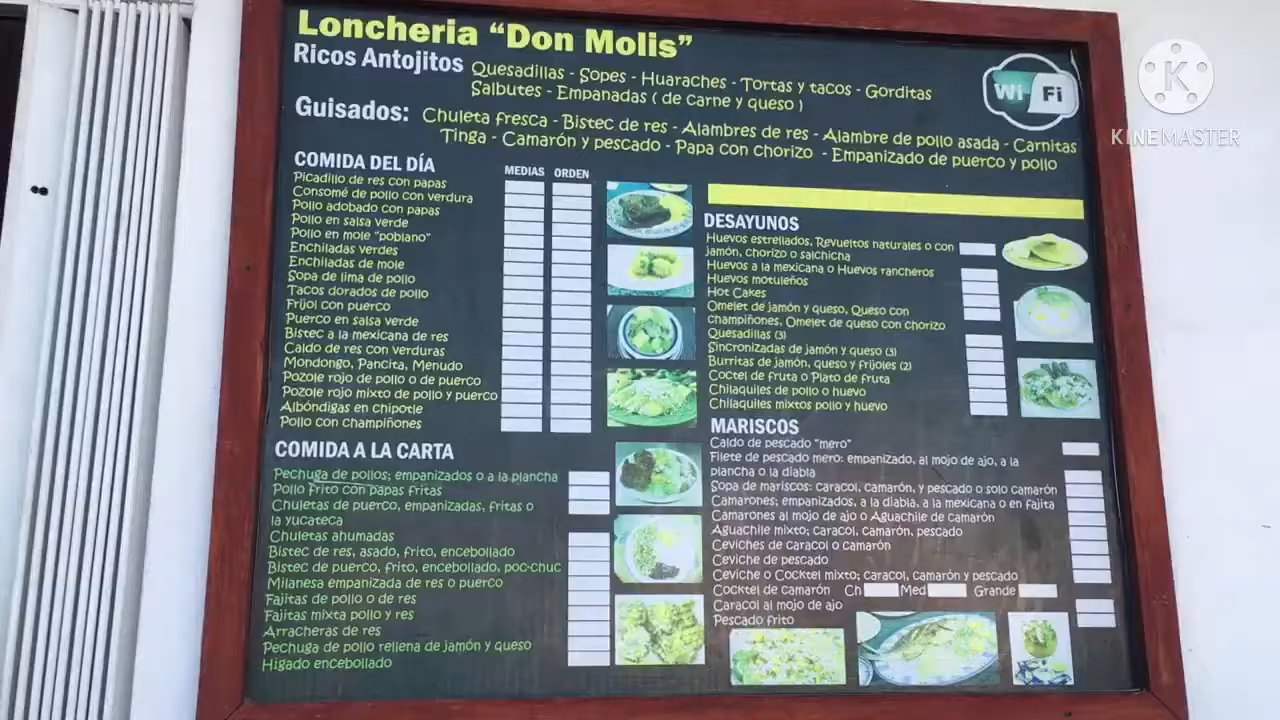 Loncheria “Don Molis”
Ricos Antojitos
Quesadillas - Sopes - Huaraches - Tortas y tacos - Gorditas
Salbutes - Empanadas ( de carne y queso )
Wi Fi
Guisados:
Chuleta fresca - Bistec de res - Alambres de res - Alambre de pollo asada - Carnitas
Tinga - Camarón y pescado - Papa con chorizo - Empanizado de puerco y pollo
COMIDA DEL DÍA
MEDIAS ORDEN
Picadillo de res con papas
Consomé de pollo con verdura
Pollo adobado con papas
Pollo en salsa verde
Pollo en mole "poblano"
Enchiladas verdes
Enchiladas de mole
Sopa de lima de pollo
Tacos dorados de pollo
Frijol con puerco
Puerco en salsa verde
Bistec a la mexicana de res
Caldo de res con verduras
Mondongo, Pancita, Menudo
Pozole rojo de pollo o de puerco
Pozole rojo mixto de pollo y puerco
Albóndigas en chipotle
Pollo con champiñones
COMIDA A LA CARTA
Pechuga de pollos; empanizados o a la plancha
Pollo Frito con papas fritas
Chuletas de puerco, empanizadas, fritas o
la yucateca
Chuletas ahumadas
Bistec de res, asado, frito, encebollado
Bistec de puerco, frito, encebollado, poc-chuc
Milanesa empanizada de res o puerco
Fajitas de pollo o de res
Fajitas mixta pollo y res
Arracheras de res
Pechuga de pollo rellena de jamón y queso
Hígado encebollado
DESAYUNOS
Huevos estrellados, Revueltos naturales o con
jamón, chorizo o salchicha
Huevos a la mexicana o Huevos rancheros
Huevos motuleños
Hot Cakes
Omelet de jamón y queso, Queso con
champiñones, Omelet de queso con chorizo
Quesadillas (3)
Sincronizadas de jamón y queso (3)
Burritas de jamón, queso y frijoles (2)
Coctel de fruta o Plato de fruta
Chilaquiles de pollo o huevo
Chilaquiles mixtos pollo y huevo
MARISCOS
Caldo de pescado "mero"
Filete de pescado mero: empanizado, al mojo de ajo, a la
plancha o la diabla
Sopa de mariscos: caracol, camarón, y pescado o solo camarón
Camarones; empanizados, a la diabla, a la mexicana o en fajita
Camarones al mojo de ajo o Aguachile de camarón
Aguachile mixto; caracol, camarón, pescado
Ceviches de caracol o camarón
Ceviche de pescado
Ceviche o Cocktel mixto; caracol, camarón y pescado
Cocktel de camarón Ch Med Grande
Caracol al mojo de ajo
Pescado frito
K
KINEMASTER